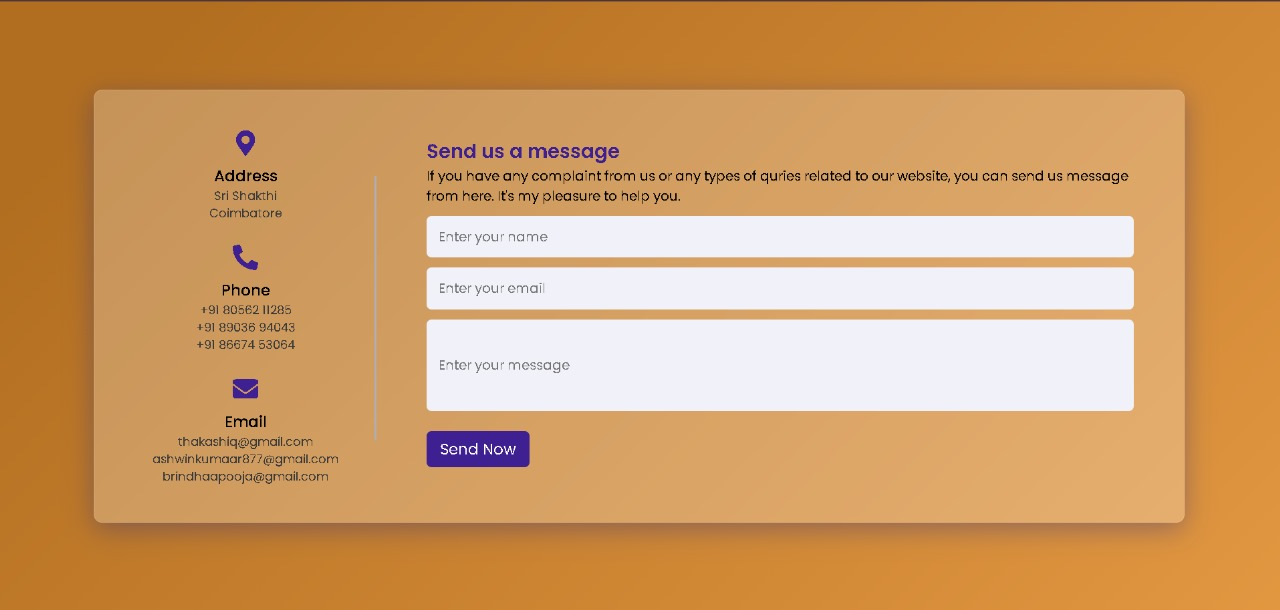 Address
Sri Shakthi
Coimbatore
Phone
+91 80562 11285
+91 89036 94043
+91 86674 53064
Email
thakashiq@gmail.com
ashwinkumaar877@gmail.com
brindhaapooja@gmail.com
Send us a message
If you have any complaint from us or any types of quries related to our website, you can send us message
from here. It's my pleasure to help you.
Enter your name
Enter your email
Enter your message
Send Now